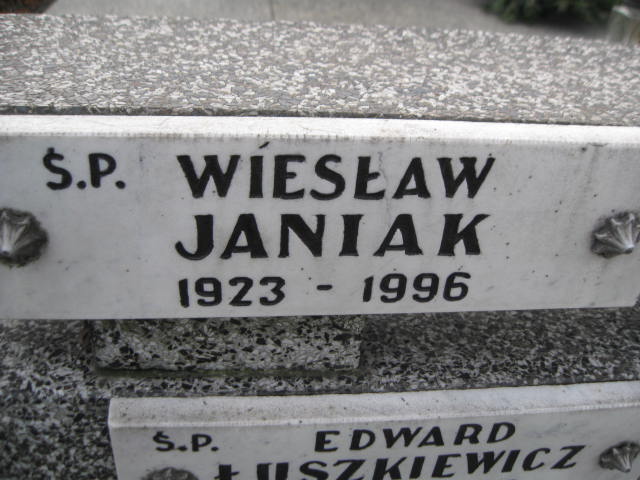 Ś.P. WIESŁAW
JANIAK
1923 - 1996
Ś.P. EDWARD
ŁUSZKIEWICZ